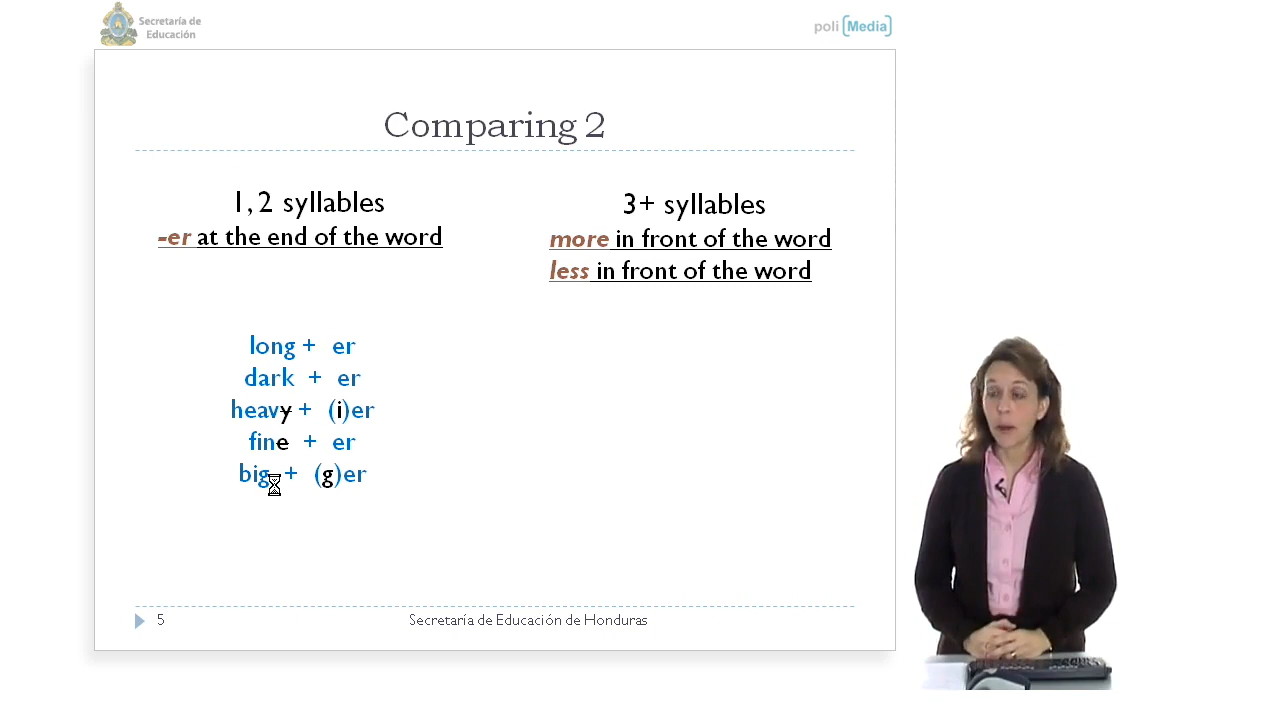 Secretaría de
Educación
poli [Media]
Comparing 2
1, 2 syllables
-er at the end of the word
3+ syllables
more in front of the word
less in front of the word
long + er
dark + er
heavy + (i)er
fine + er
big + (g)er
5
Secretaría de Educación de Honduras